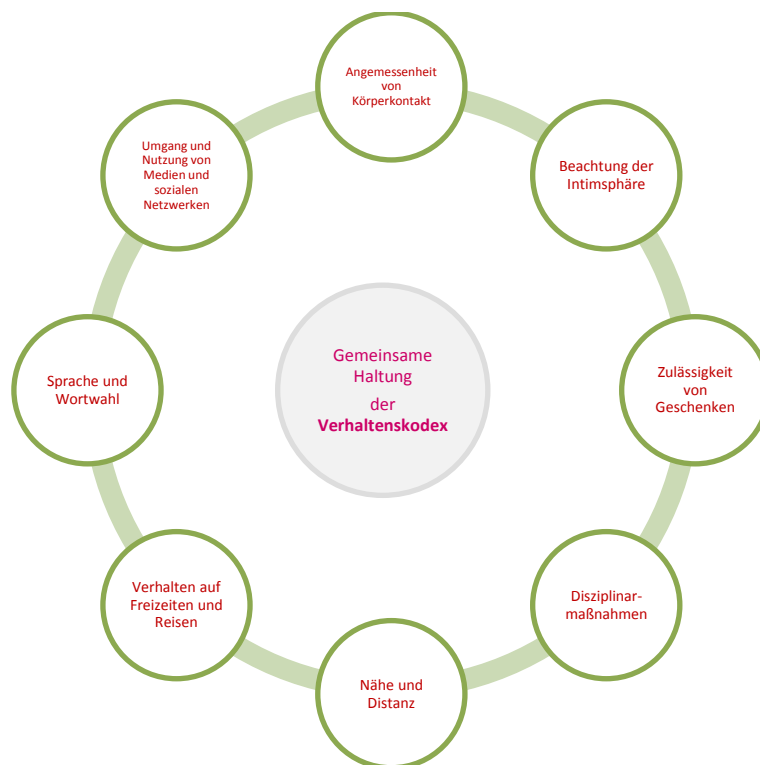 Angemessenheit
von
Körperkontakt
Beachtung der
Intimsphäre
Zulässigkeit
von
Geschenken
Disziplinar-
maßnahmen
Nähe und
Distanz
Verhalten auf
Freizeiten und
Reisen
Sprache und
Wortwahl
Umgang und
Nutzung von
Medien und
sozialen
Netzwerken
Gemeinsame
Haltung
der
Verhaltenskodex